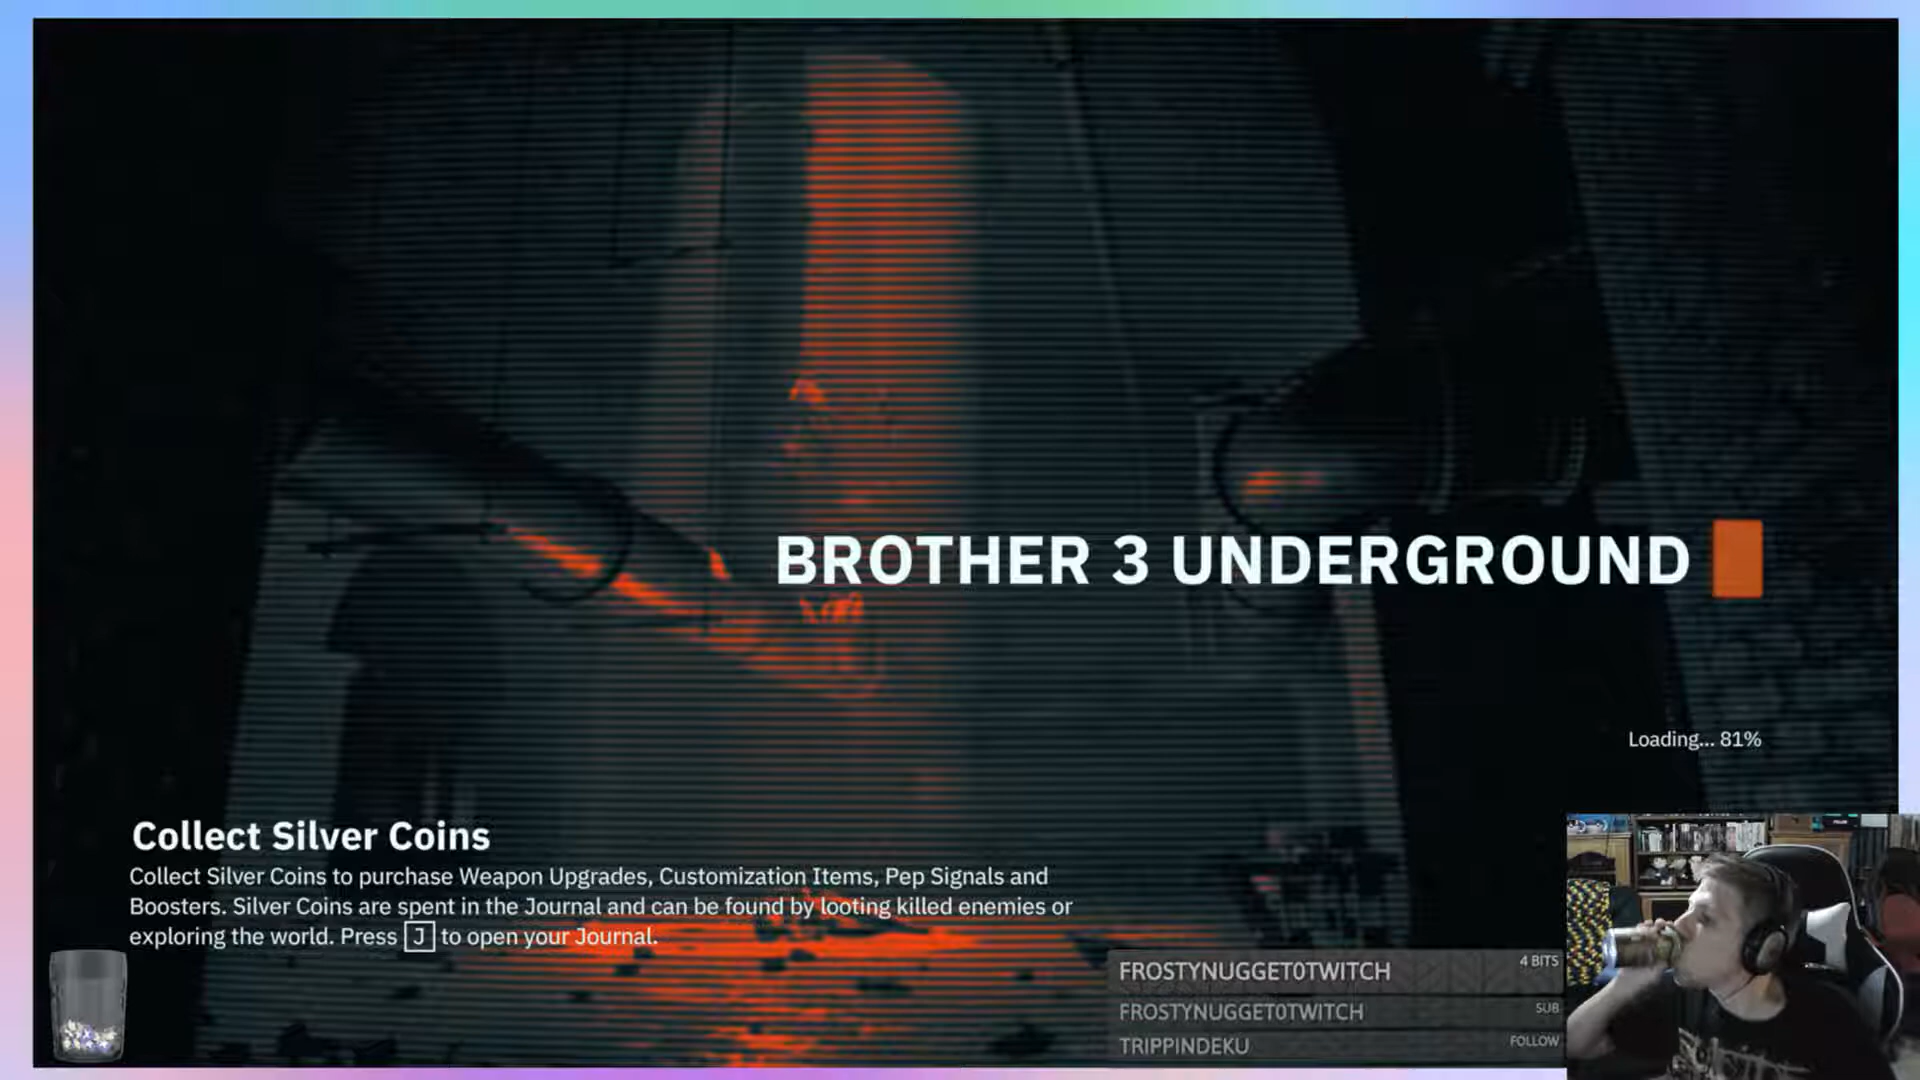 BROTHER 3 UNDERGROUND
Loading... 81%
Collect Silver Coins
Collect Silver Coins to purchase Weapon Upgrades, Customization Items, Pep Signals and
Boosters. Silver Coins are spent in the Journal and can be found by looting killed enemies or
exploring the world. Press J to open your Journal.
FROSTYNUGGET0TWITCH 4 BITS
FROSTYNUGGET0TWITCH SUB
TRIPPINDEKU FOLLOW